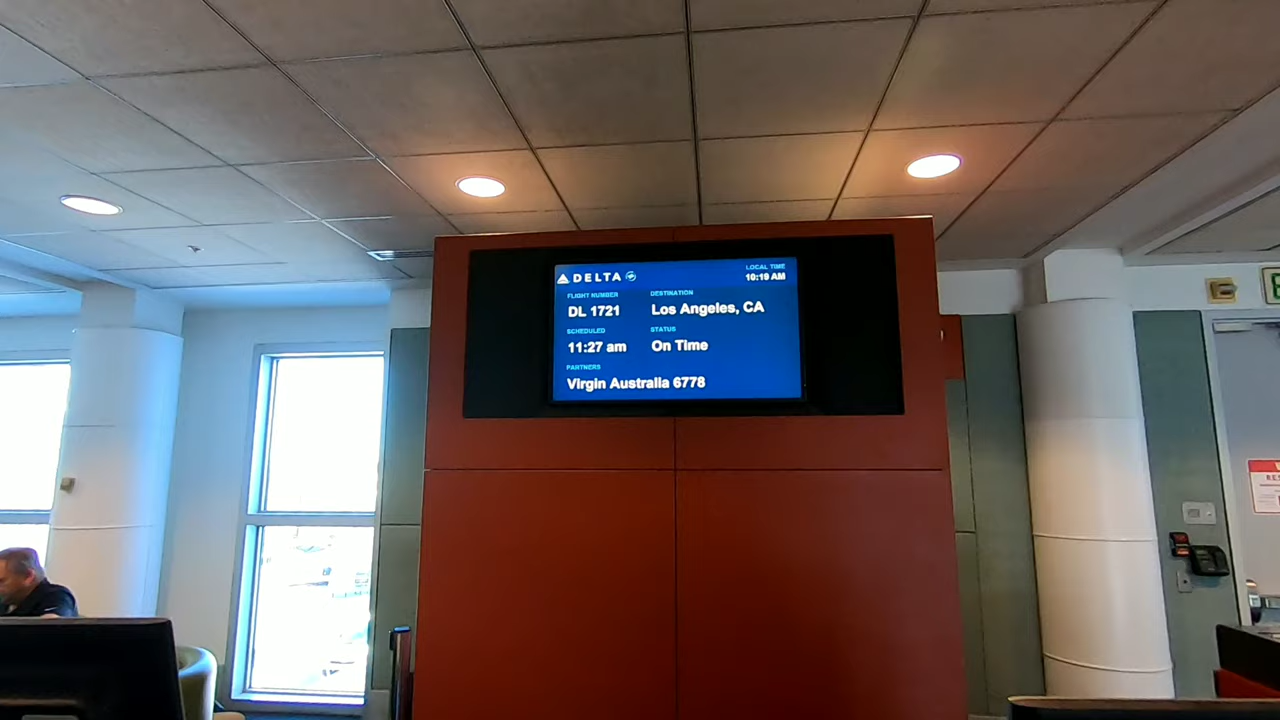 DELTA
LOCAL TIME
10:19 AM
FLIGHT NUMBER
DESTINATION
DL 1721
Los Angeles, CA
SCHEDULED
STATUS
11:27 am
On Time
PARTNERS
Virgin Australia 6778